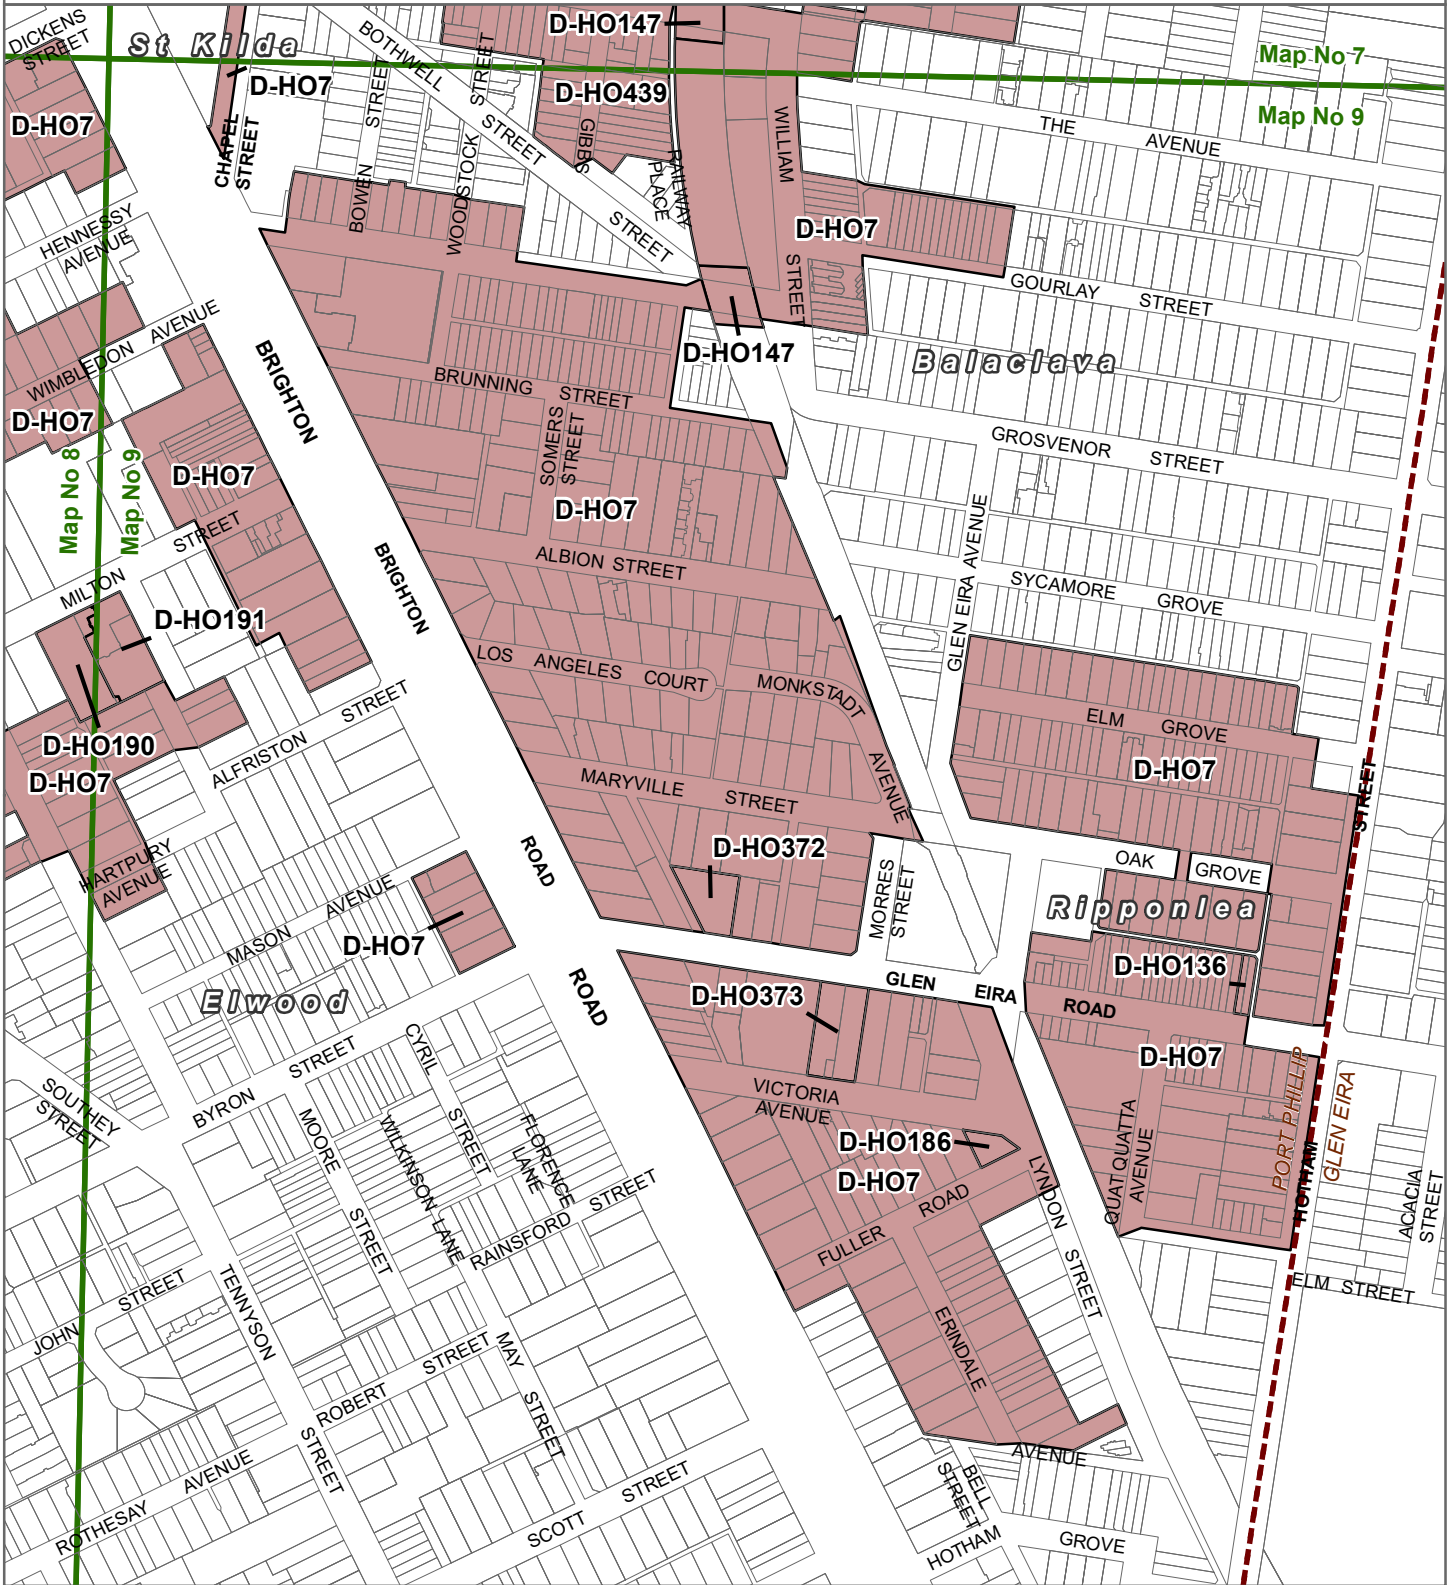 DICKENS
STREET
St Kilda
D-HO7
CHAPEL
STREET
BOTHWELL
STREET
STREET
BOWEN
STREET
WOODSTOCK
STREET
D-HO147
D-HO439
GIBBS
RAILWAY
PLACE
WILLIAM
STREET
Map No 7
Map No 9
THE AVENUE
D-HO7
HENNESSY
AVENUE
D-HO7
GOURLAY STREET
WIMBLEDON AVENUE
D-HO7
BRIGHTON
D-HO147
Balaclava
BRUNNING STREET
SOMERS
STREET
GROSVENOR STREET
Map No 8
Map No 9
D-HO7
D-HO7
STREET
MILTON
BRIGHTON
ALBION STREET
GLEN EIRA AVENUE
SYCAMORE GROVE
D-HO191
LOS ANGELES COURT
MONKSTADT
AVENUE
ELM GROVE
D-HO190
D-HO7
ALFRISTON STREET
D-HO7
MARYVILLE STREET
STREET
D-HO372
HARTPURY
AVENUE
ROAD
MORRES
STREET
OAK GROVE
Ripponlea
MASON AVENUE
D-HO7
D-HO136
Elwood
ROAD
D-HO373
GLEN EIRA ROAD
D-HO7
BYRON STREET
CYRIL
STREET
SOUTHEY
STREET
MOORE
STREET
WILKINSON LANE
FLORENCE
LANE
VICTORIA
AVENUE
D-HO186
D-HO7
QUAT QUATTA
AVENUE
PORT PHILLIP
GLEN EIRA
HOTHAM
ACACIA
STREET
LYNDON
STREET
FULLER ROAD
RAINSFORD STREET
ELM STREET
JOHN STREET
TENNYSON
STREET
ERINDALE
AVENUE
ROBERT STREET
MAY
STREET
ROTHESAY AVENUE
SCOTT STREET
BELL
STREET
HOTHAM GROVE